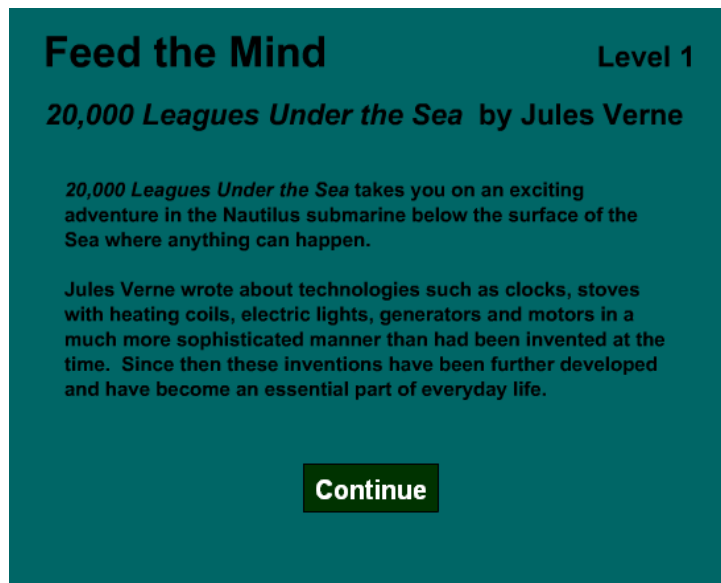 Feed the Mind
Level 1
20,000 Leagues Under the Sea by Jules Verne
20,000 Leagues Under the Sea takes you on an exciting
adventure in the Nautilus submarine below the surface of the
Sea where anything can happen.
Jules Verne wrote about technologies such as clocks, stoves
with heating coils, electric lights, generators and motors in a
much more sophisticated manner than had been invented at the
time. Since then these inventions have been further developed
and have become an essential part of everyday life.
Continue